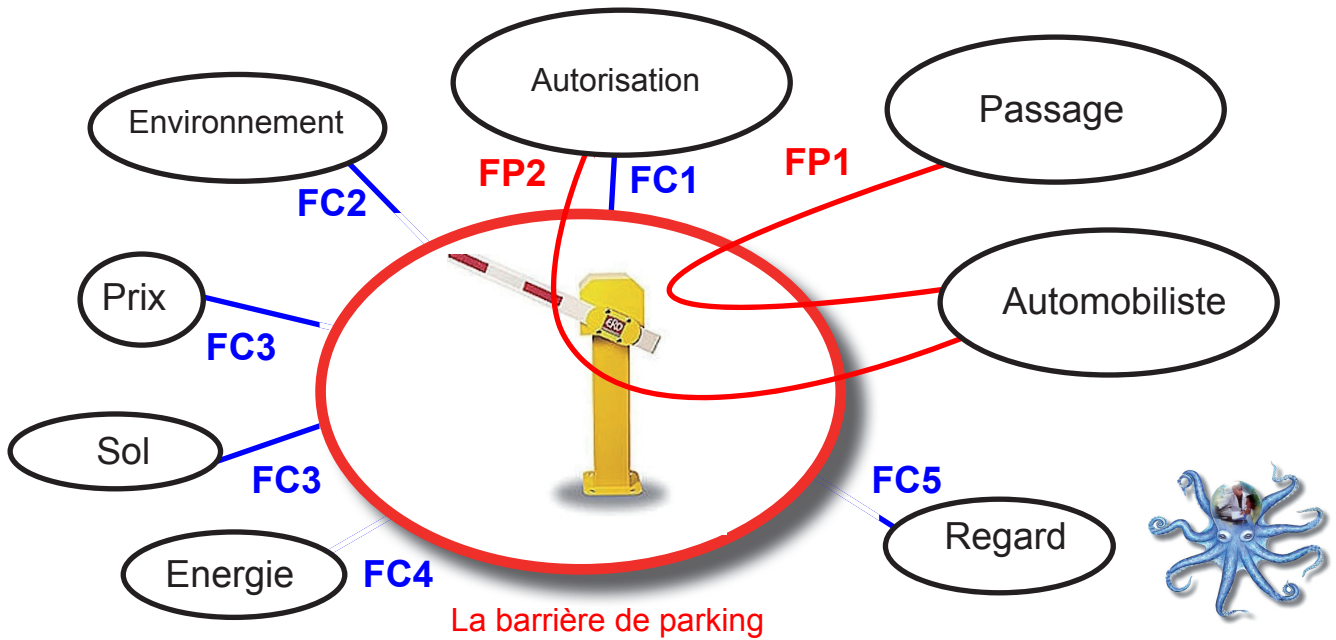 Autorisation
Passage
Environnement
FP2
FC1
FP1
FC2
Prix
Automobiliste
FC3
ERO
Sol
FC3
FC5
Regard
Energie
FC4
La barrière de parking